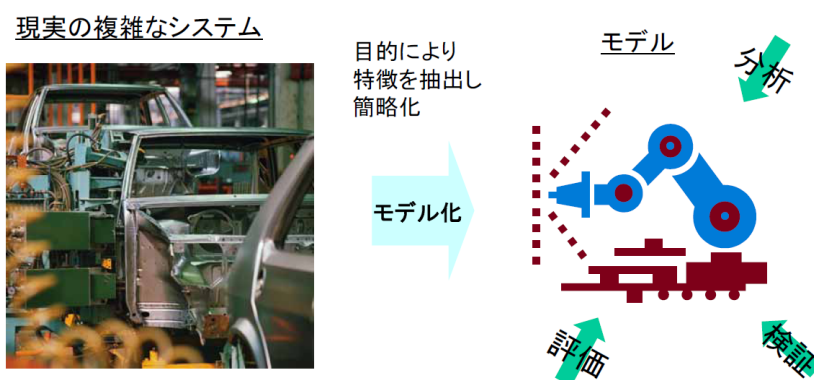 現実の複雑なシステム
目的により
特徴を抽出し
簡略化
モデル化
モデル
分析
評価
検証